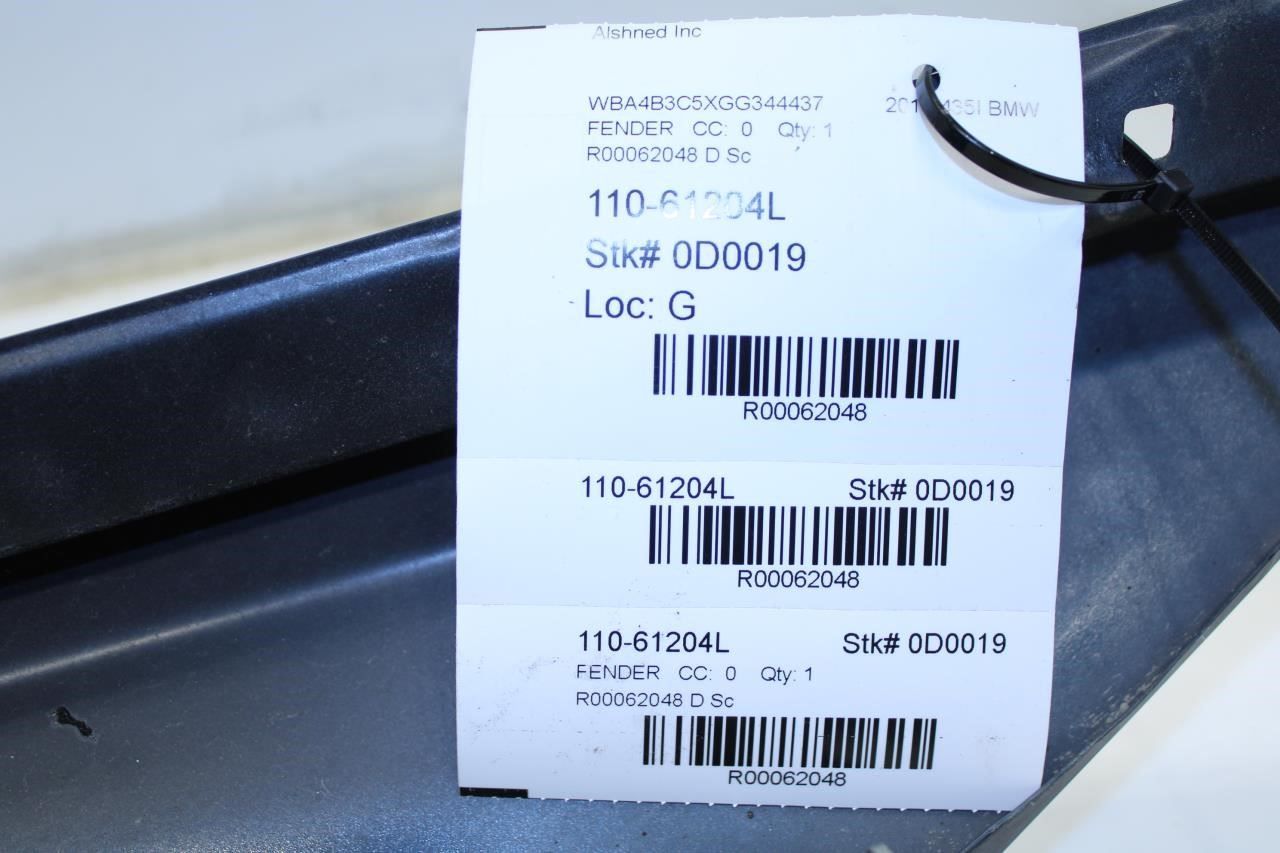 Alshned Inc
WBA4B3C5XGG344437 BMW
FENDER CC: 0 Qty: 1
R00062048 D Sc
110-61204L
Stk# 0D0019
Loc: G
R00062048
110-61204L Stk# 0D0019
R00062048
110-61204L Stk# 0D0019
FENDER CC: 0 Qty: 1
R00062048 D Sc
R00062048